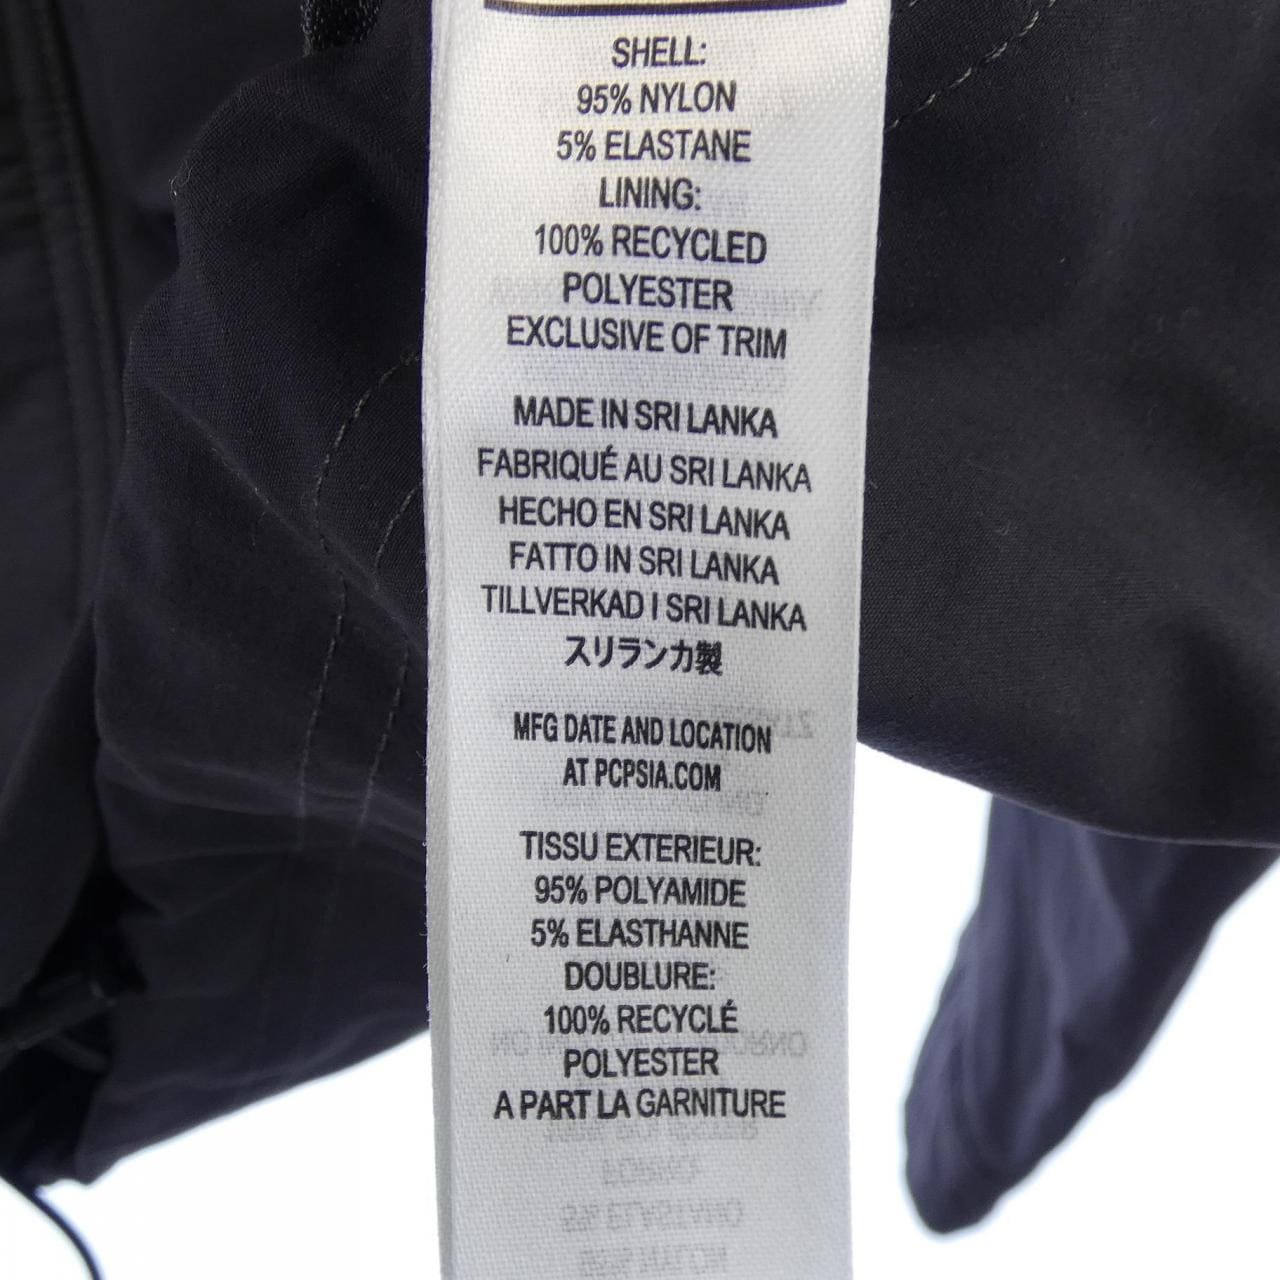 SHELL:
95% NYLON
5% ELASTANE
LINING:
100% RECYCLED
POLYESTER
EXCLUSIVE OF TRIM
MADE IN SRI LANKA
FABRIQUÉ AU SRI LANKA
HECHO EN SRI LANKA
FATTO IN SRI LANKA
TILLVERKAD I SRI LANKA
スリランカ製
MFG DATE AND LOCATION
AT PCPSIA.COM
TISSU EXTERIEUR:
95% POLYAMIDE
5% ELASTHANNE
DOUBLURE:
100% RECYCLÉ
POLYESTER
A PART LA GARNITURE